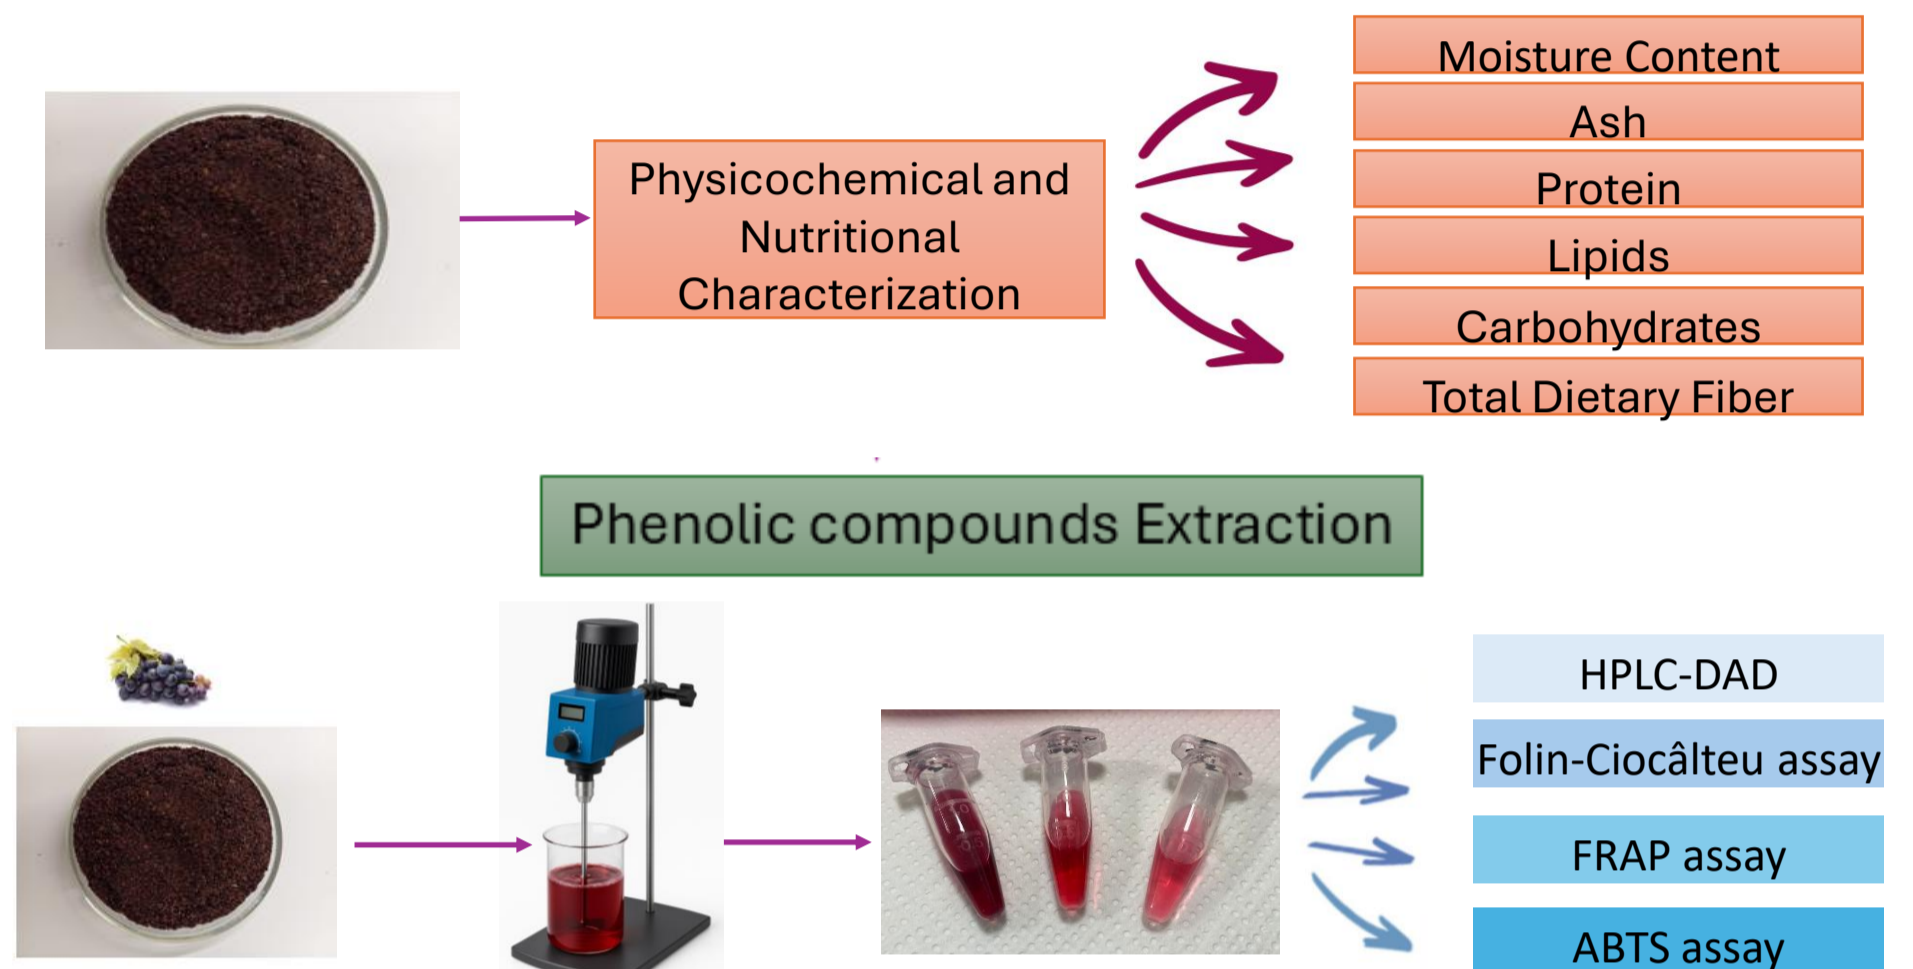 Moisture Content
Ash
Physicochemical and
Nutritional
Characterization
Protein
Lipids
Carbohydrates
Total Dietary Fiber
Phenolic compounds Extraction
HPLC-DAD
Folin-Ciocâlteu assay
FRAP assay
ABTS assay